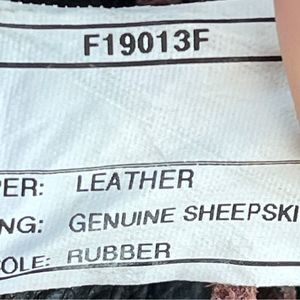 F19013F
PER: LEATHER
NG: GENUINE SHEEPSKI
OLE: RUBBER